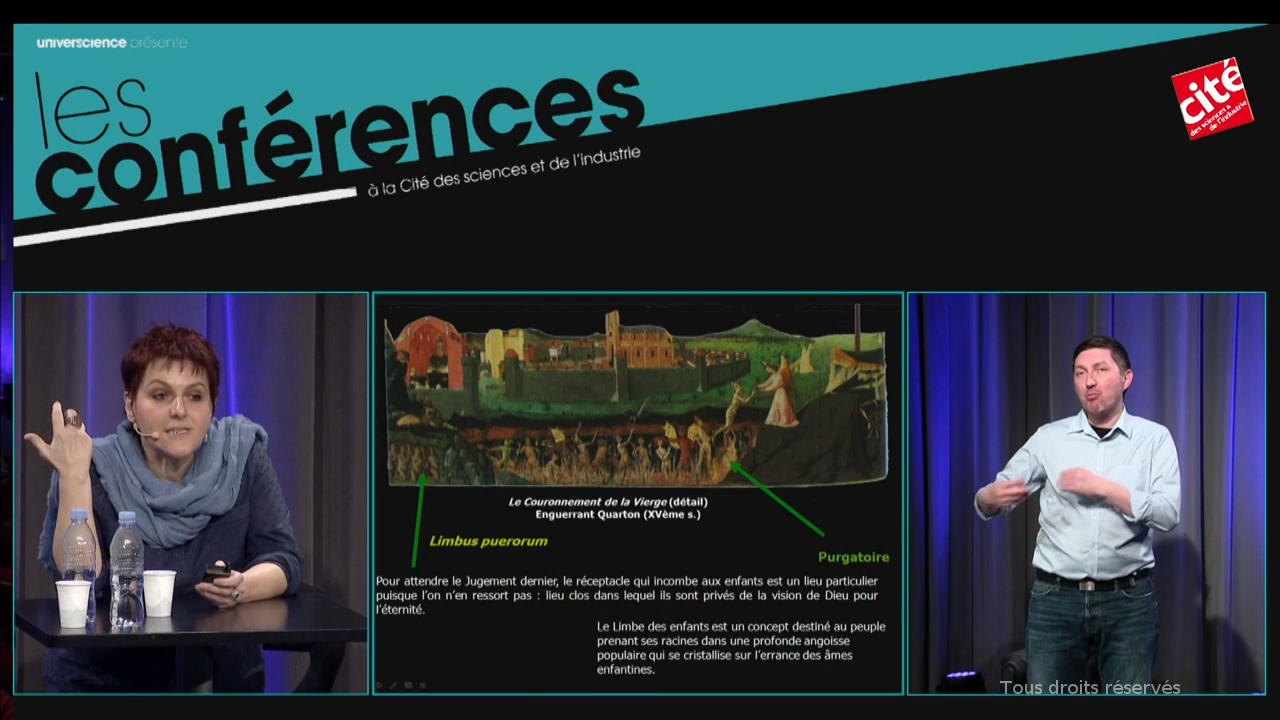 universcience présente
les
conférences
à la Cité des sciences et de l'industrie
cité
des sciences &
de l'industrie
Le Couronnement de la Vierge (détail)
Enguerrant Quarton (XVème s.)
Limbus puerorum
Purgatoire
Pour attendre le Jugement dernier, le réceptacle qui incombe aux enfants est un lieu particulier
puisque l'on n'en ressort pas : lieu clos dans lequel ils sont privés de la vision de Dieu pour
l'éternité.
Le Limbe des enfants est un concept destiné au peuple
prenant ses racines dans une profonde angoisse
populaire qui se cristallise sur l'errance des âmes
enfantines.
Tous droits réservés